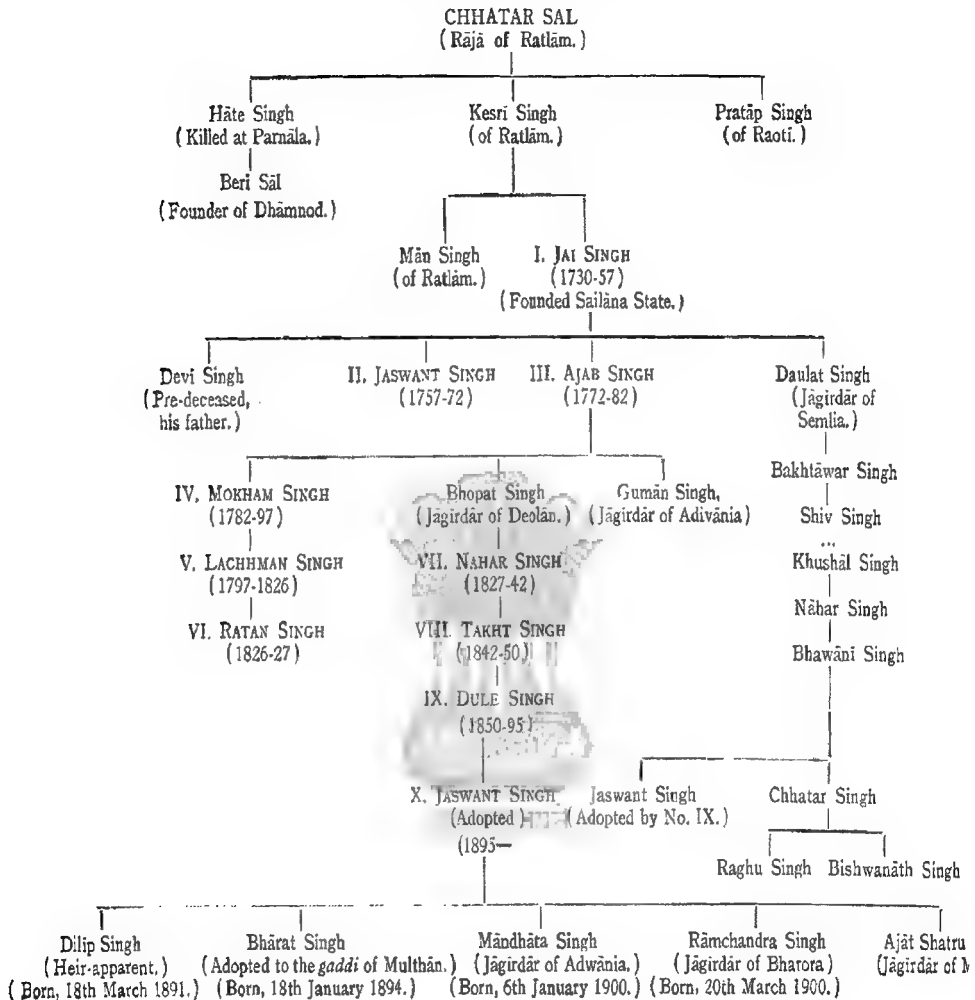 CHHATAR SAL
(Rājā of Ratlām.)
Hāte Singh
(Killed at Parnāla.)
Kesrī Singh
(of Ratlām.)
Pratāp Singh
(of Raotī.)
Beri Sāl
(Founder of Dhāmnod.)
Mān Singh
(of Ratlām.)
I. JAI SINGH
(1730-57)
(Founded Sailāna State.)
Devi Singh
(Pre-deceased,
his father.)
II. JASWANT SINGH
(1757-72)
III. AJAB SINGH
(1772-82)
Daulat Singh
(Jāgirdār of
Semlia.)
Bakhtāwar Singh
IV. MOKHAM SINGH
(1782-97)
Bhopat Singh
(Jāgirdār of Deolān.)
Gumān Singh,
(Jāgirdār of Adivānia)
Shiv Singh
...
V. LACHHMAN SINGH
(1797-1826)
VII. NAHAR SINGH
(1827-42)
Khushāl Singh
Nāhar Singh
VI. RATAN SINGH
(1826-27)
VIII. TAKHT SINGH
(1842-50)
Bhawānī Singh
IX. DULE SINGH
(1850-95)
X. JASWANT SINGH
(Adopted)
(1895—
Jaswant Singh
(Adopted by No. IX.)
Chhatar Singh
Raghu Singh
Bishwanāth Singh
Dilip Singh
(Heir-apparent.)
(Born, 18th March 1891.)
Bhārat Singh
(Adopted to the gaddi of Multhān.)
(Born, 18th January 1894.)
Māndhāta Singh
(Jāgirdār of Adwānia.)
(Born, 6th January 1900.)
Rāmchandra Singh
(Jāgirdār of Bharora)
(Born, 20th March 1900.)
Ajāt Shatru
(Jāgirdār of